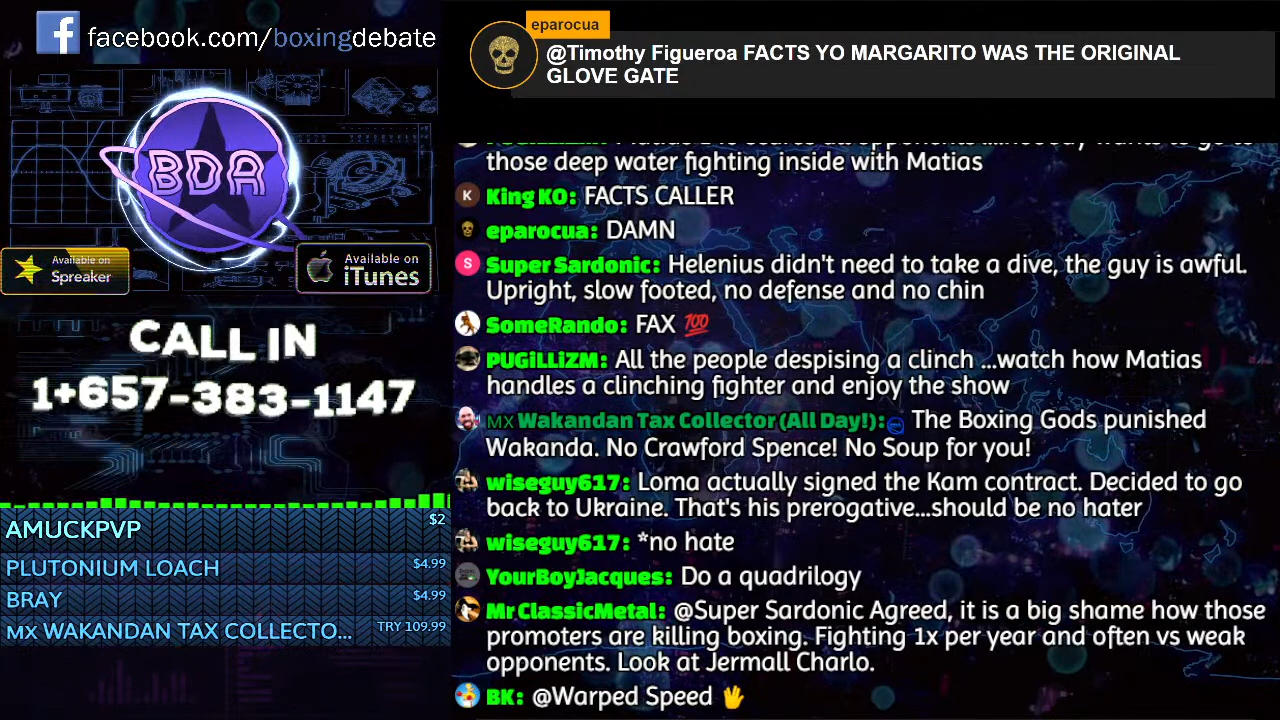 facebook.com/boxingdebate
BDA
Available on
Spreaker
Available on
iTunes
CALL IN
1+657-383-1147
AMUCKPVP $2
PLUTONIUM LOACH $4.99
BRAY $4.99
MX WAKANDAN TAX COLLECTO... TRY 109.99
eparocua
@Timothy Figueroa FACTS YO MARGARITO WAS THE ORIGINAL
GLOVE GATE
those deep water fighting inside with Matias
K King KO: FACTS CALLER
eparocua: DAMN
S Super Sardonic: Helenius didn't need to take a dive, the guy is awful.
Upright, slow footed, no defense and no chin
SomeRando: FAX 💯
PUGiLLiZM: All the people despising a clinch ...watch how Matias
handles a clinching fighter and enjoy the show
MX Wakandan Tax Collector (All Day!): The Boxing Gods punished
Wakanda. No Crawford Spence! No Soup for you!
wiseguy617: Loma actually signed the Kam contract. Decided to go
back to Ukraine. That's his prerogative...should be no hater
wiseguy617: *no hate
YourBoyJacques: Do a quadrilogy
Mr ClassicMetal: @Super Sardonic Agreed, it is a big shame how those
promoters are killing boxing. Fighting 1x per year and often vs weak
opponents. Look at Jermall Charlo.
BK: @Warped Speed 🖖